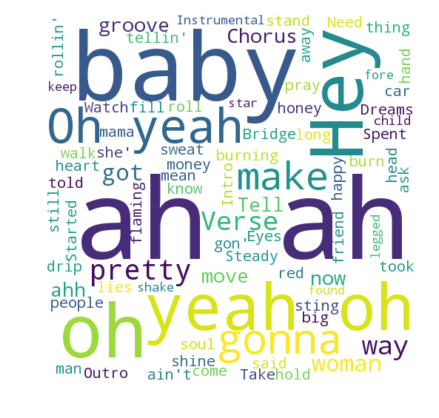 rollin'
groove
Instrumental
stand
Need
thing
tellin'
Chorus
away
baby
Hey
rolling
keep
star
pray
fore
hand
car
Watch
fill
roll
honey
Dreams
child
Oh yeah
mama
Bridge
long
Spent
walk
she'
sweat
burning
burn
head
heart
got
money
mean
know
Intro
make
happy
ask
told
still
Started
flaming
ah ah
Verse
Tell
'Eyes
friend
legged
gon'
Steady
drip
pretty
move
red
now
took
ahh
people
lies
shake
yeah oh
found
sting
big
oh
gonna
way
soul
shine
said
woman
man
Outro
ain't
come
Take
hold